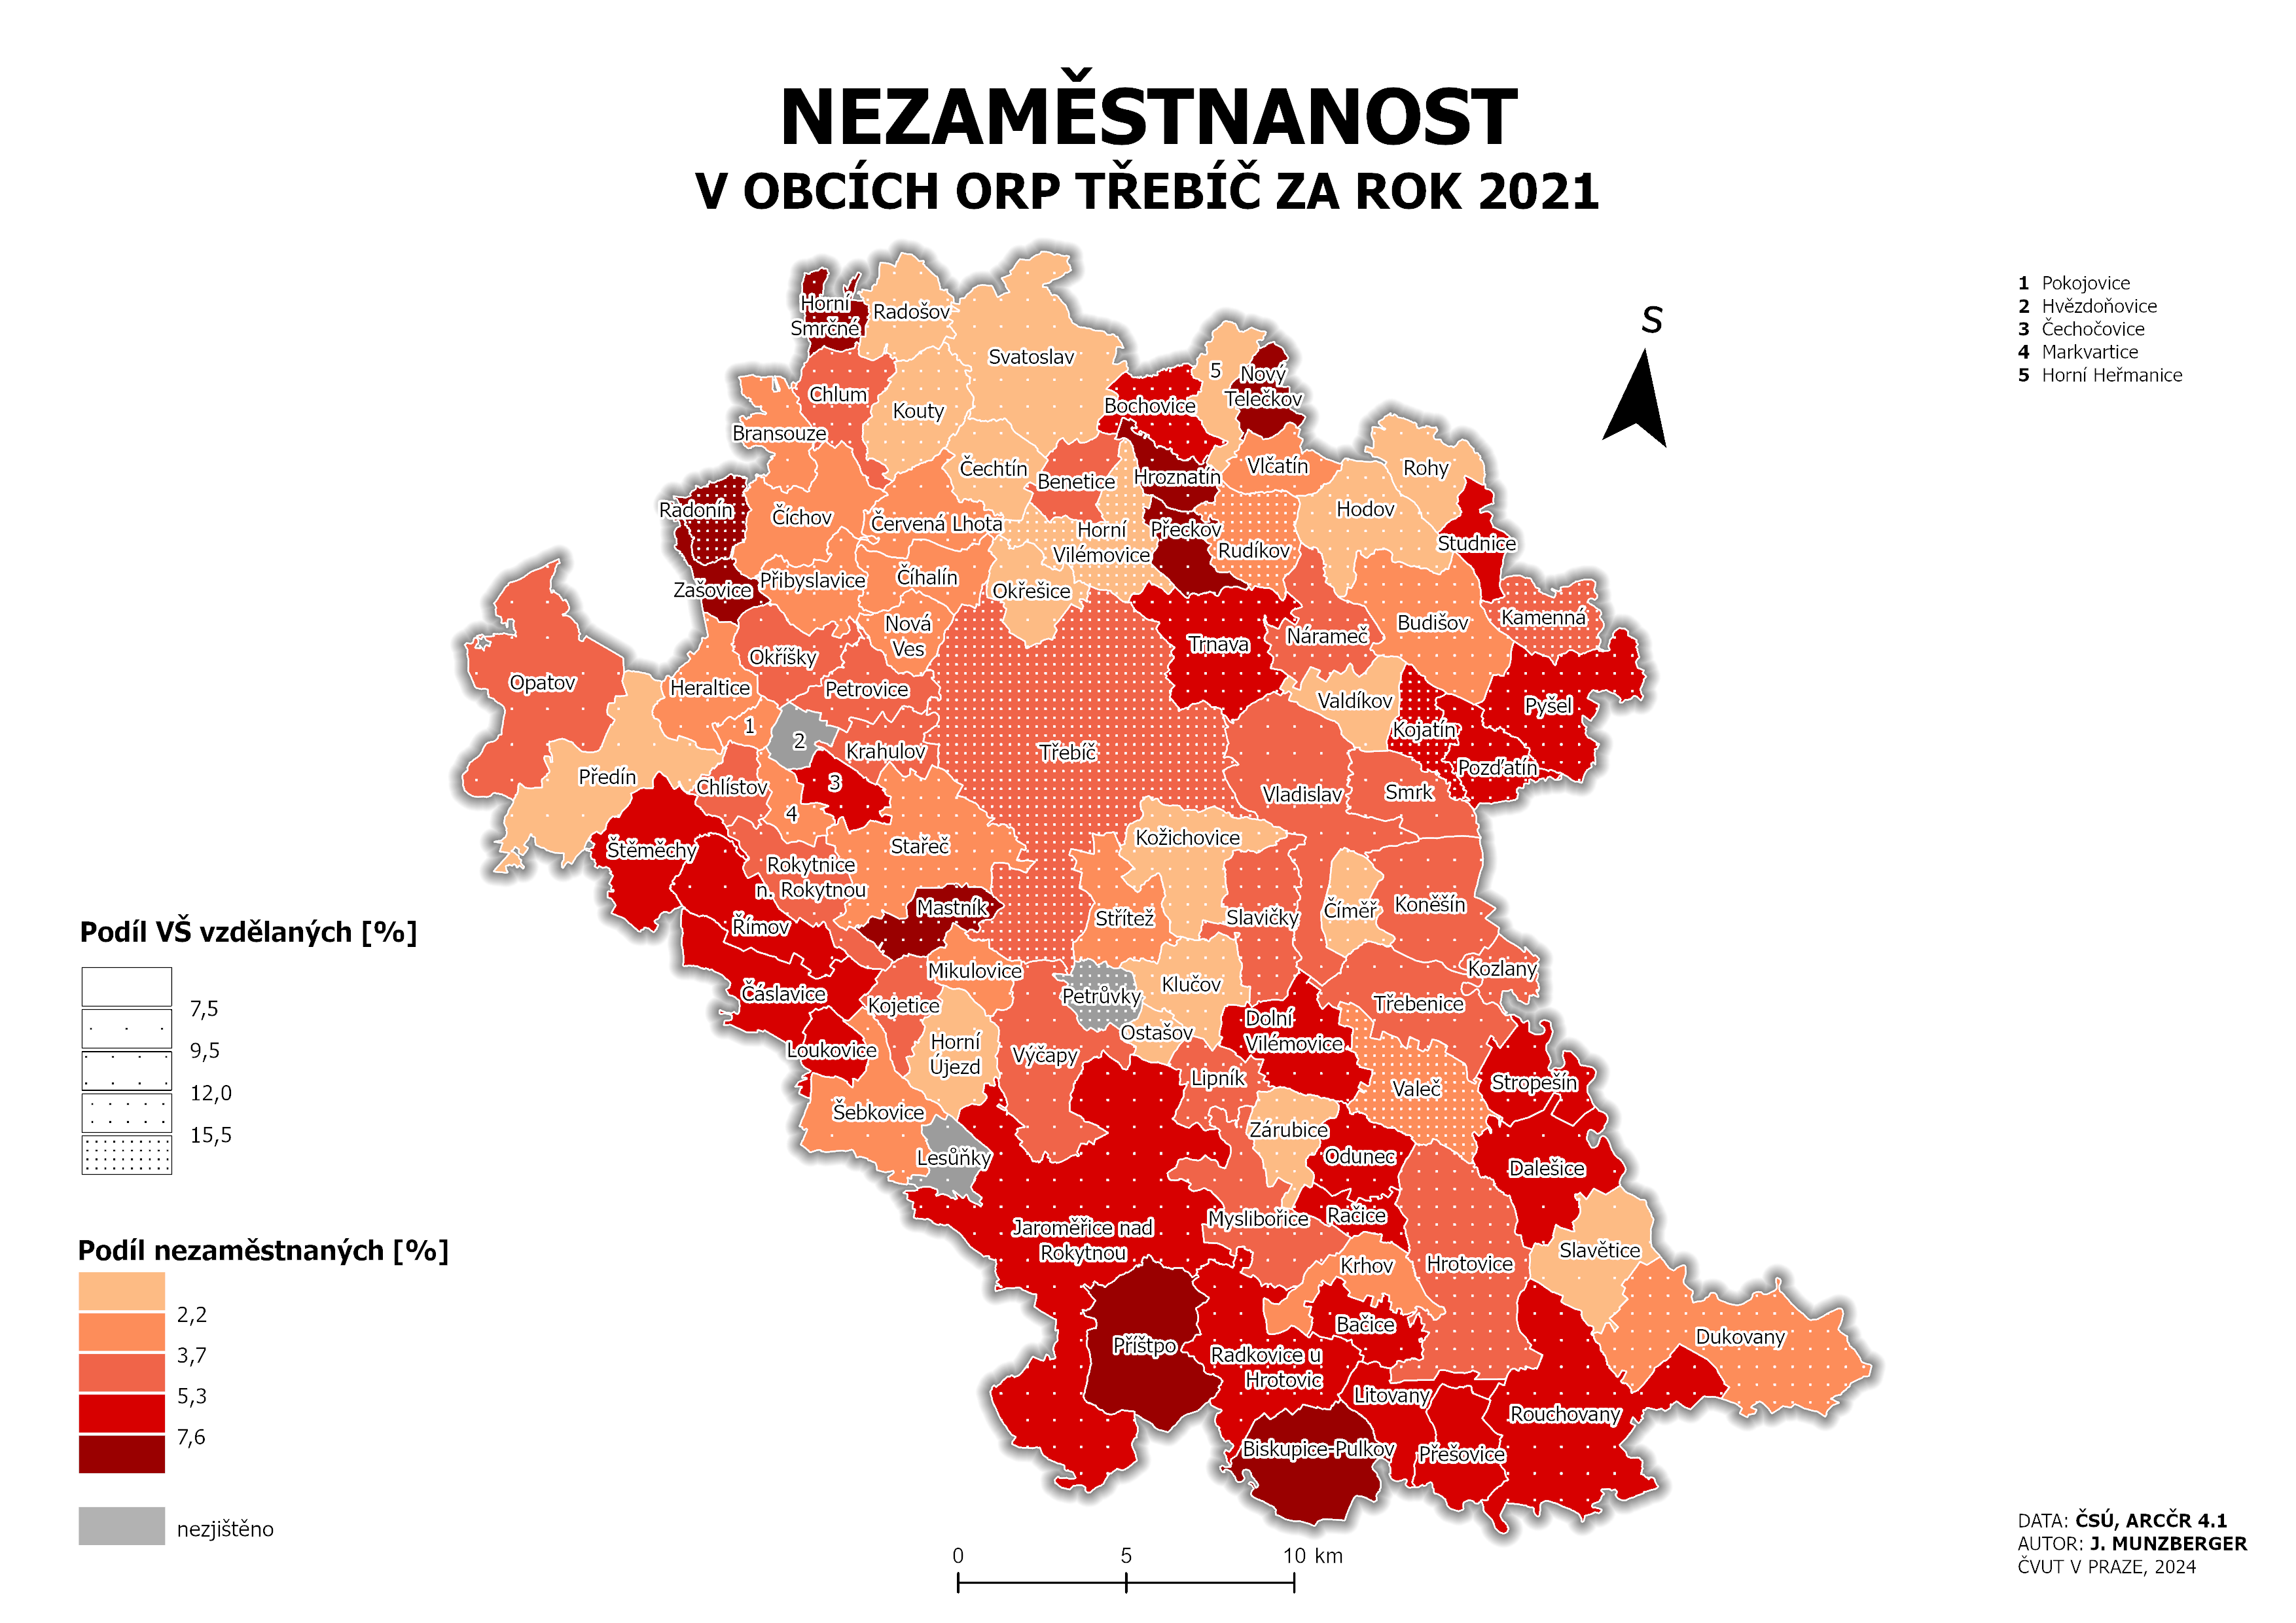 NEZAMĚSTNANOST
V OBCÍCH ORP TŘEBÍČ ZA ROK 2021
1 Pokojovice
2 Hvězdoňovice
3 Čechočovice
4 Markvartice
5 Horní Heřmanice
S
Horní
Smrčné
Radošov
Svatoslav
5
Nový
Telečkov
Chlum
Kouty
Bochovice
Bransouze
Čechtín
Benetice
Hroznatín
Vlčatín
Rohy
Radonín
Číchov
Červená Lhota
Horní
Vilémovice
Přeckov
Rudíkov
Hodov
Studnice
Zašovice
Přibyslavice
Číhalín
Okřešice
Nová
Ves
Trnava
Nárameč
Budišov
Kamenná
Opatov
Okříšky
Heraltice
Petrovice
Valdíkov
Pyšel
1
2
Krahulov
Třebíč
Kojatín
Pozďatín
Předín
Chlístov
3
4
Vladislav
Smrk
Štěměchy
Rokytnice
n. Rokytnou
Stařeč
Kožichovice
Římov
Mastník
Střítež
Slavičky
Čiměř
Koněšín
Čáslavice
Mikulovice
Kojetice
Petrůvky
Klučov
Kozlany
Třebenice
Loukovice
Horní
Újezd
Výčapy
Ostašov
Dolní
Vilémovice
Lipník
Valeč
Stropešín
Šebkovice
Lesůňky
Zárubice
Odunec
Dalešice
Jaroměřice nad
Rokytnou
Myslibořice
Račice
Krhov
Hrotovice
Slavětice
Příštpo
Bačice
Dukovany
Radkovice u
Hrotovic
Litovany
Rouchovany
Biskupice-Pulkov
Přešovice
Podíl VŠ vzdělaných [%]
7,5
9,5
12,0
15,5
Podíl nezaměstnaných [%]
2,2
3,7
5,3
7,6
nezjištěno
0 5 10 km
DATA: ČSÚ, ARCČR 4.1
AUTOR: J. MUNZBERGER
ČVUT V PRAZE, 2024